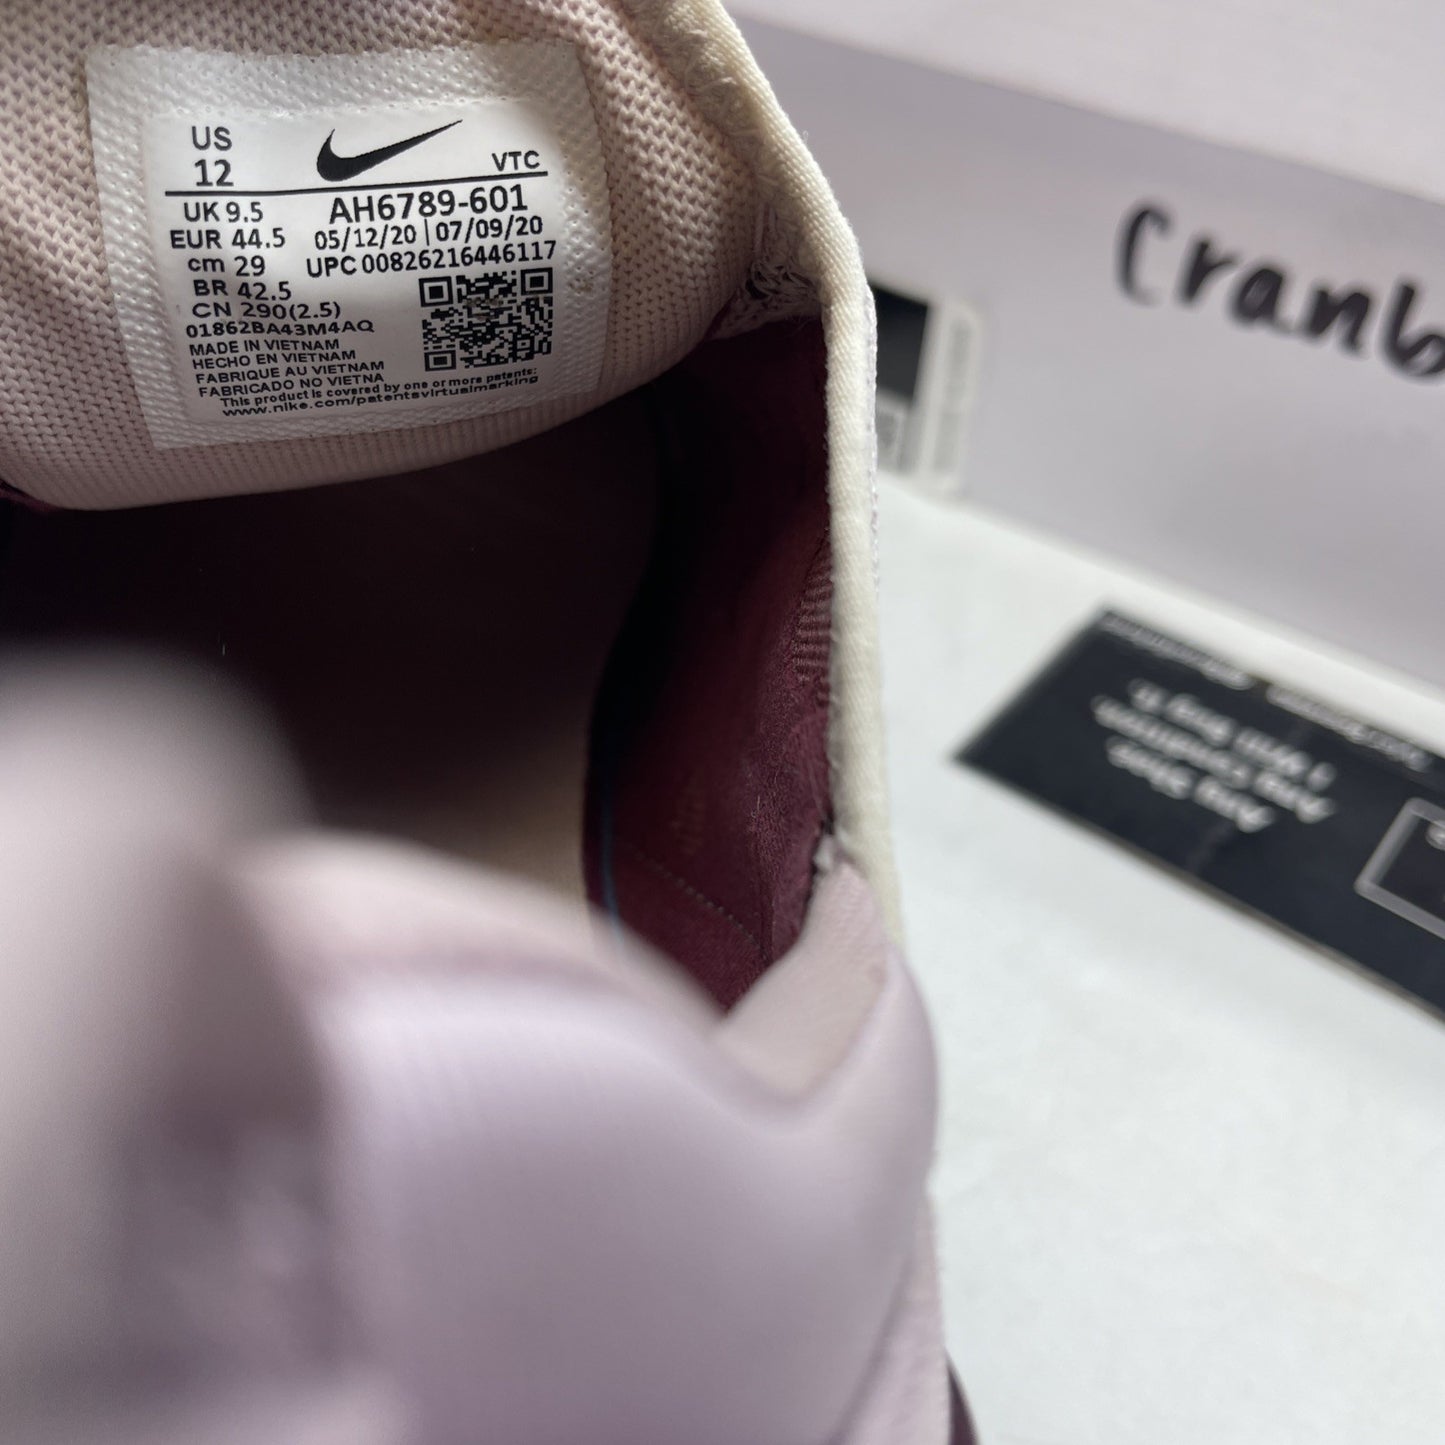 US
12
VTC
UK 9.5
AH6789-601
EUR 44.5
05/12/20 | 07/09/20
cm 29
UPC 00826216446117
BR 42.5
CN 290(2.5)
01862BA43M4AQ
MADE IN VIETNAM
HECHO EN VIETNAM
FABRIQUE AU VIETNAM
FABRICADO NO VIETNA
This product is covered by one or more patents:
www.nike.com/patentsvirtualmarking
Cranb